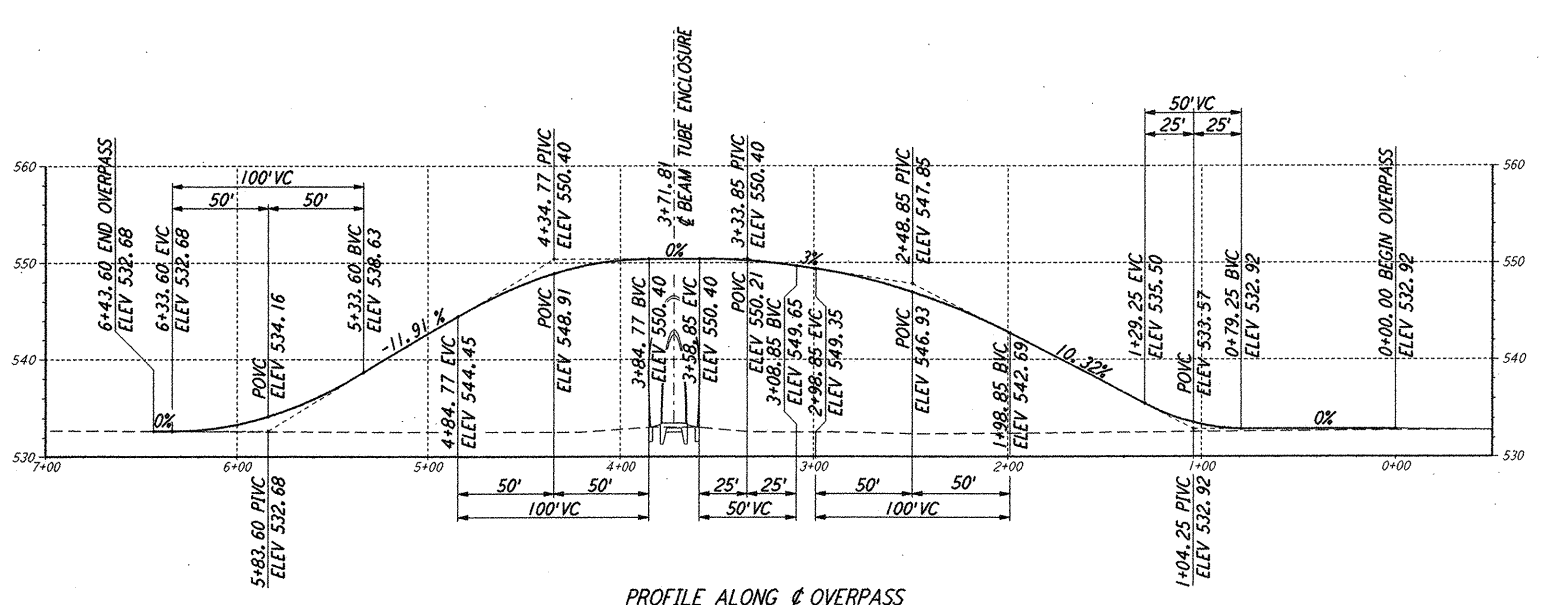 6+43.60 END OVERPASS
ELEV 532.68
6+33.60 EVC
ELEV 532.68
100' VC
50'
50'
POVC
ELEV 534.16
5+33.60 BVC
ELEV 538.63
5+83.60 PIVC
ELEV 532.68
0%
-11.91 %
4+84.77 EVC
ELEV 544.45
4+34.77 PIVC
ELEV 550.40
POVC
ELEV 548.91
3+84.77 BVC
ELEV 550.40
50'
50'
100' VC
3+71.81
℄ BEAM TUBE ENCLOSURE
0%
3+58.85 EVC
ELEV 550.40
3+33.85 PIVC
ELEV 550.40
POVC
ELEV 550.21
3+08.85 BVC
ELEV 549.65
25'
25'
50' VC
3%
2+98.85 EVC
ELEV 549.35
2+48.85 PIVC
ELEV 547.85
POVC
ELEV 546.93
1+98.85 BVC
ELEV 542.69
50'
50'
100' VC
10.32%
50' VC
25'
25'
1+29.25 EVC
ELEV 535.50
POVC
ELEV 533.57
0+79.25 BVC
ELEV 532.92
1+04.25 PIVC
ELEV 532.92
0%
0+00.00 BEGIN OVERPASS
ELEV 532.92
560
550
540
530
560
550
540
530
7+00
6+00
5+00
4+00
3+00
2+00
1+00
0+00
PROFILE ALONG ℄ OVERPASS